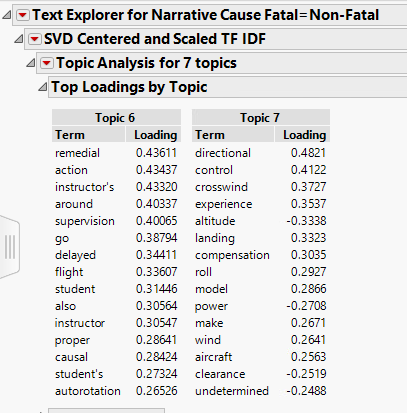 Text Explorer for Narrative Cause Fatal=Non-Fatal
SVD Centered and Scaled TF IDF
Topic Analysis for 7 topics
Top Loadings by Topic
Topic 6 Topic 7
Term Loading Term Loading
remedial 0.43611 directional 0.4821
action 0.43437 control 0.4122
instructor's 0.43320 crosswind 0.3727
around 0.40337 experience 0.3537
supervision 0.40065 altitude -0.3338
go 0.38794 landing 0.3323
delayed 0.34411 compensation 0.3035
flight 0.33607 roll 0.2927
student 0.31446 model 0.2866
also 0.30564 power -0.2708
instructor 0.30547 make 0.2671
proper 0.28641 wind 0.2641
causal 0.28424 aircraft 0.2563
student's 0.27324 clearance -0.2519
autorotation 0.26526 undetermined -0.2488